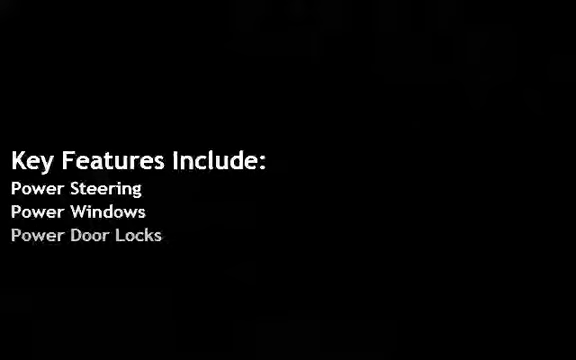 Key Features Include:
Power Steering
Power Windows
Power Door Locks